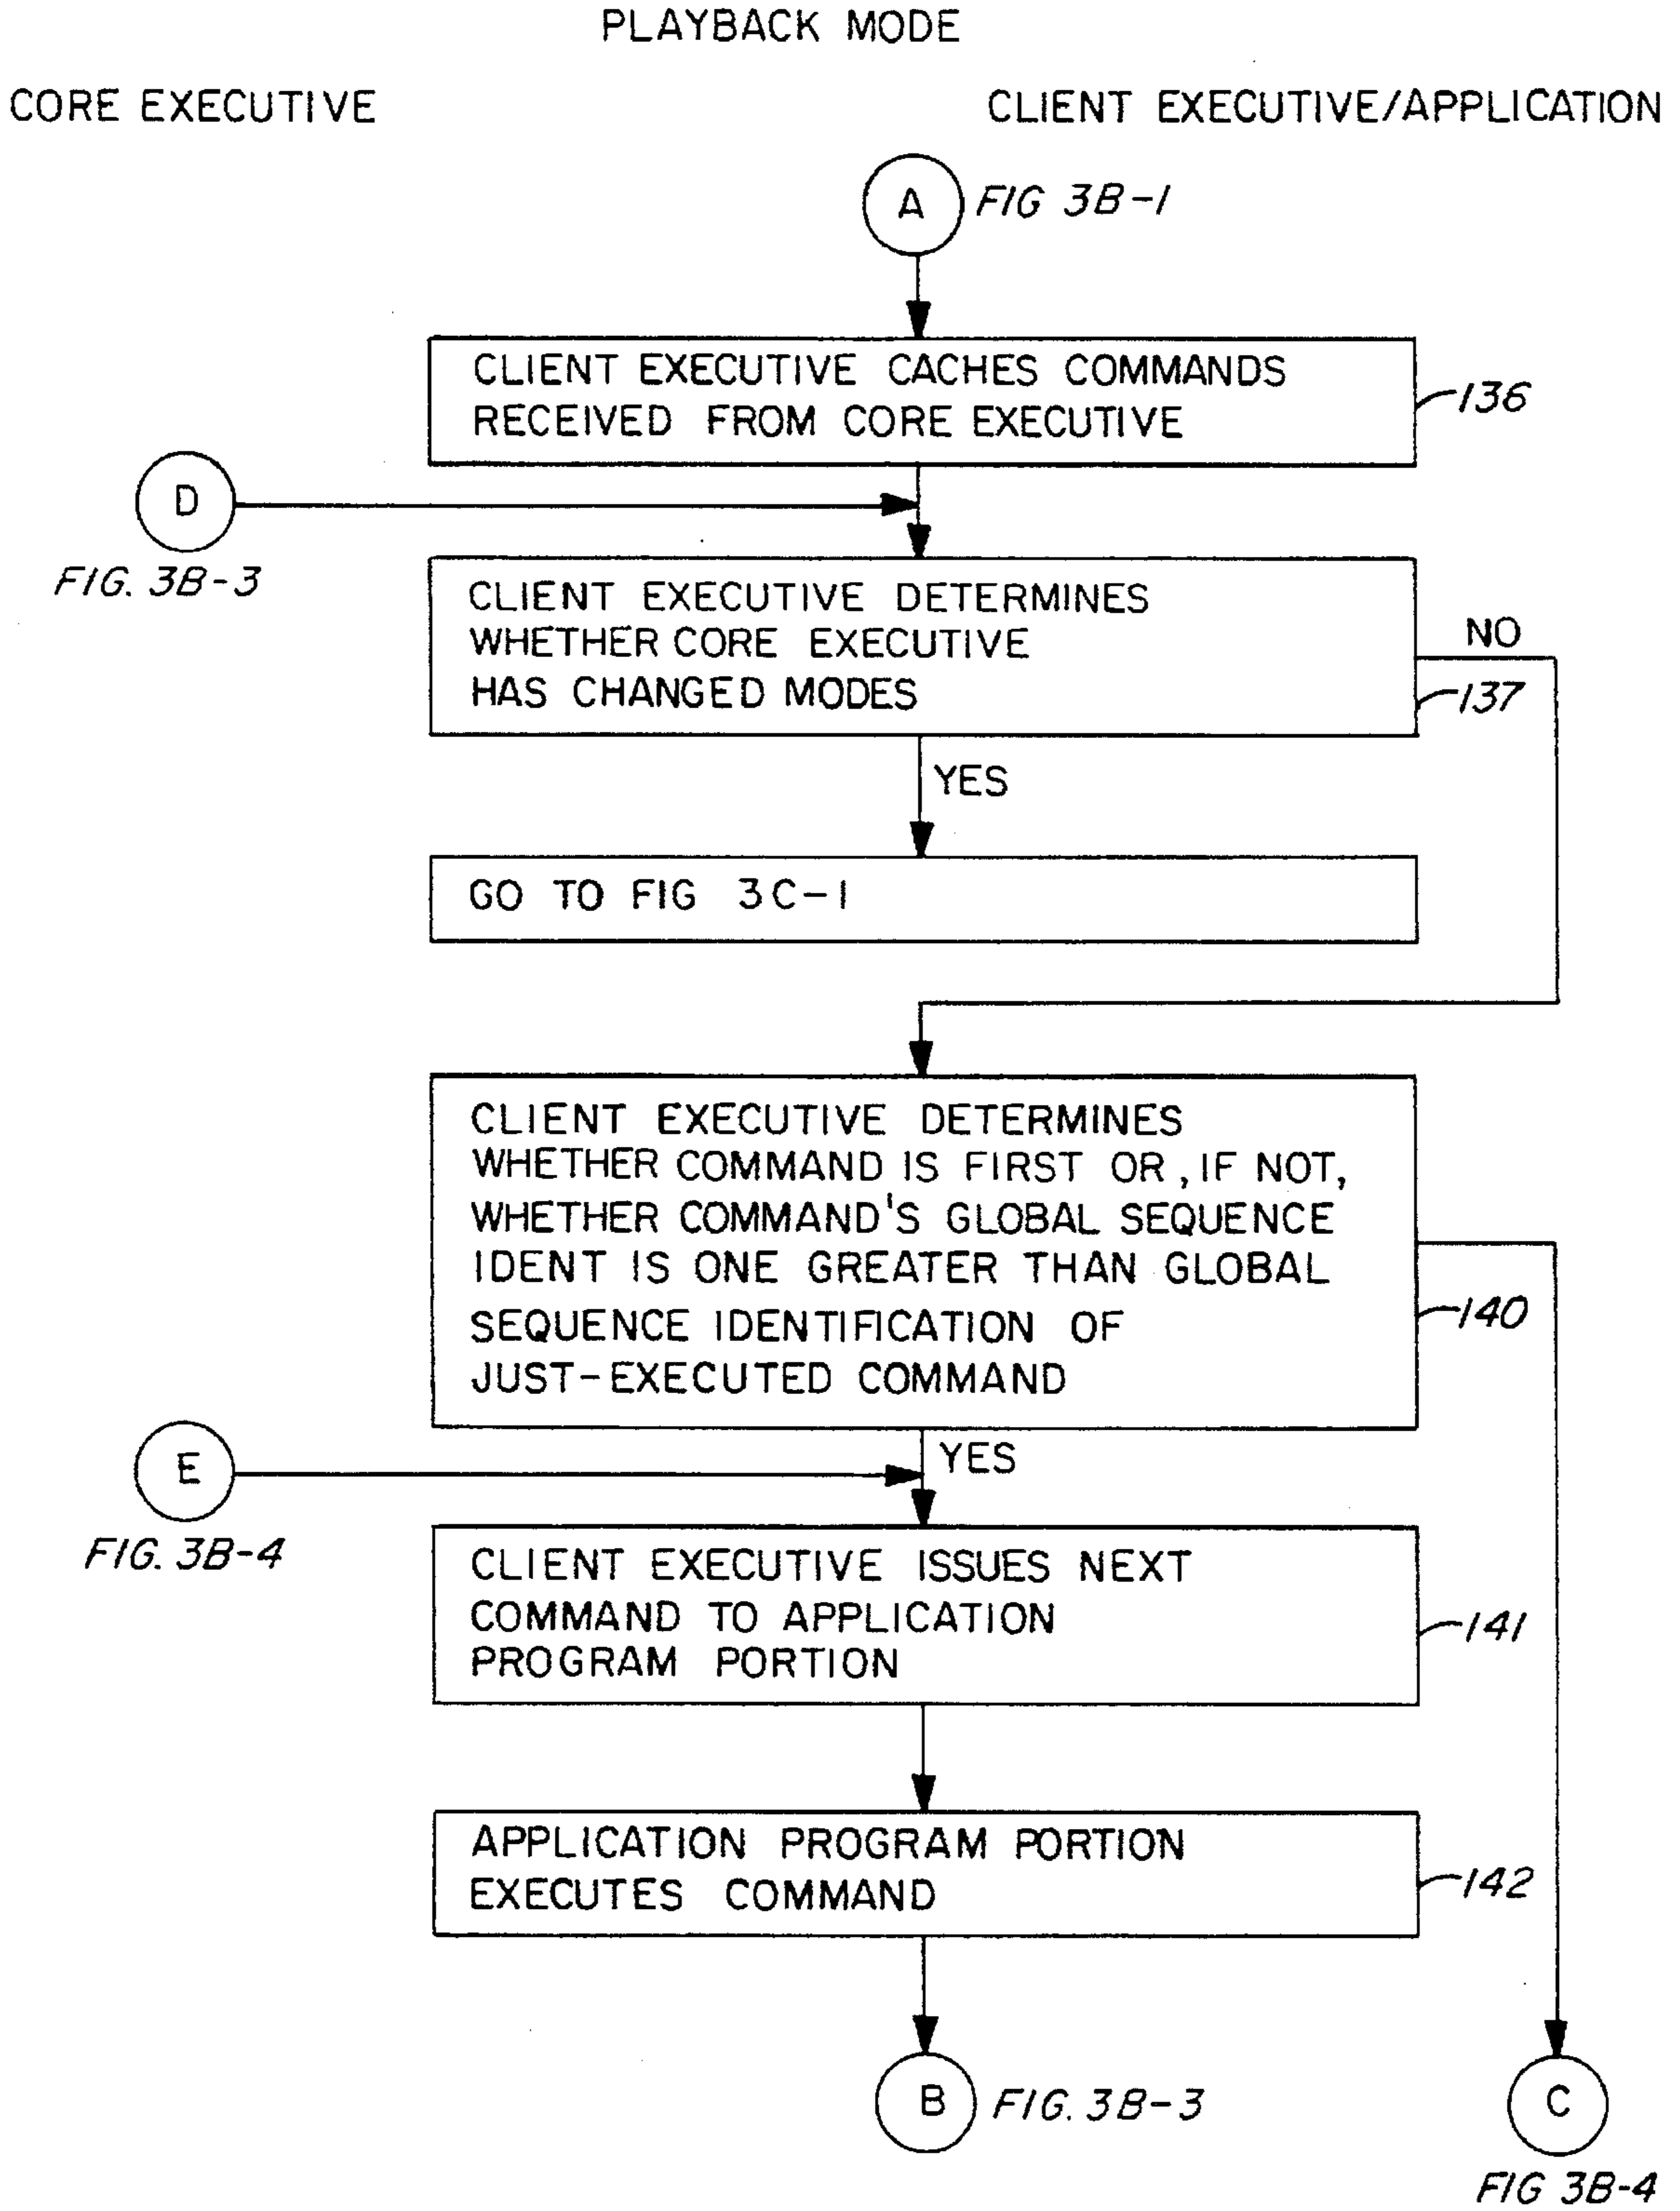 PLAYBACK MODE
CORE EXECUTIVE
CLIENT EXECUTIVE/APPLICATION
A
FIG 3B-1
CLIENT EXECUTIVE CACHES COMMANDS
RECEIVED FROM CORE EXECUTIVE
136
D
FIG. 3B-3
CLIENT EXECUTIVE DETERMINES
WHETHER CORE EXECUTIVE
HAS CHANGED MODES
NO
137
YES
GO TO FIG 3C-1
CLIENT EXECUTIVE DETERMINES
WHETHER COMMAND IS FIRST OR, IF NOT,
WHETHER COMMAND'S GLOBAL SEQUENCE
IDENT IS ONE GREATER THAN GLOBAL
SEQUENCE IDENTIFICATION OF
JUST-EXECUTED COMMAND
140
YES
E
FIG. 3B-4
CLIENT EXECUTIVE ISSUES NEXT
COMMAND TO APPLICATION
PROGRAM PORTION
141
APPLICATION PROGRAM PORTION
EXECUTES COMMAND
142
B
FIG. 3B-3
C
FIG 3B-4